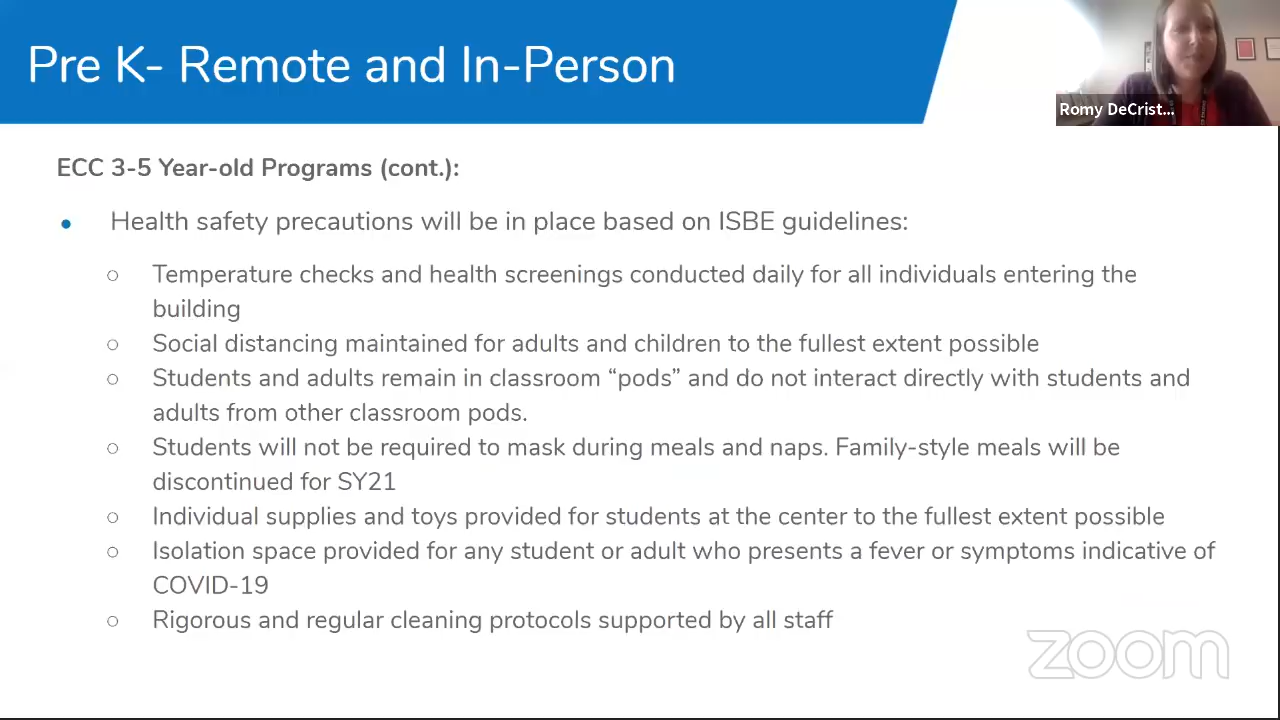 Pre K- Remote and In-Person
Romy DeCrist...
ECC 3-5 Year-old Programs (cont.):
● Health safety precautions will be in place based on ISBE guidelines:
○ Temperature checks and health screenings conducted daily for all individuals entering the
building
○ Social distancing maintained for adults and children to the fullest extent possible
○ Students and adults remain in classroom “pods” and do not interact directly with students and
adults from other classroom pods.
○ Students will not be required to mask during meals and naps. Family-style meals will be
discontinued for SY21
○ Individual supplies and toys provided for students at the center to the fullest extent possible
○ Isolation space provided for any student or adult who presents a fever or symptoms indicative of
COVID-19
○ Rigorous and regular cleaning protocols supported by all staff
zoom